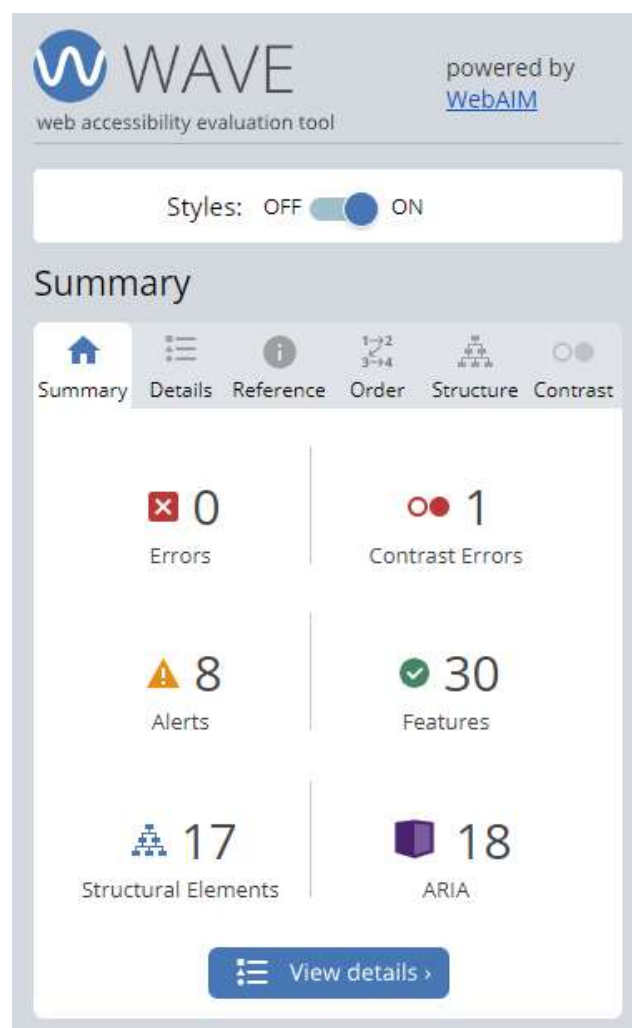 WAVE
powered by
WebAIM
web accessibility evaluation tool
Styles: OFF ON
Summary
1→2
3→4
Summary Details Reference Order Structure Contrast
0 1
Errors Contrast Errors
8 30
Alerts Features
17 18
Structural Elements ARIA
View details ›